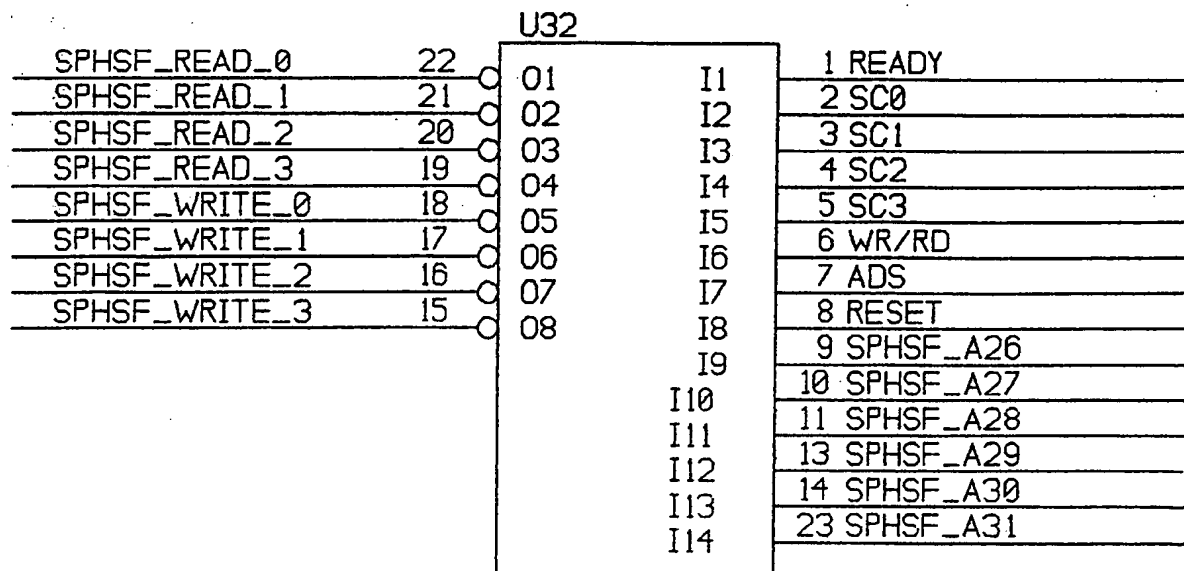 U32
SPHSF_READ_0 22 O1 I1 1 READY
SPHSF_READ_1 21 O2 I2 2 SC0
SPHSF_READ_2 20 O3 I3 3 SC1
SPHSF_READ_3 19 O4 I4 4 SC2
SPHSF_WRITE_0 18 O5 I5 5 SC3
SPHSF_WRITE_1 17 O6 I6 6 WR/RD
SPHSF_WRITE_2 16 O7 I7 7 ADS
SPHSF_WRITE_3 15 O8 I8 8 RESET
I9 9 SPHSF_A26
I10 10 SPHSF_A27
I11 11 SPHSF_A28
I12 13 SPHSF_A29
I13 14 SPHSF_A30
I14 23 SPHSF_A31